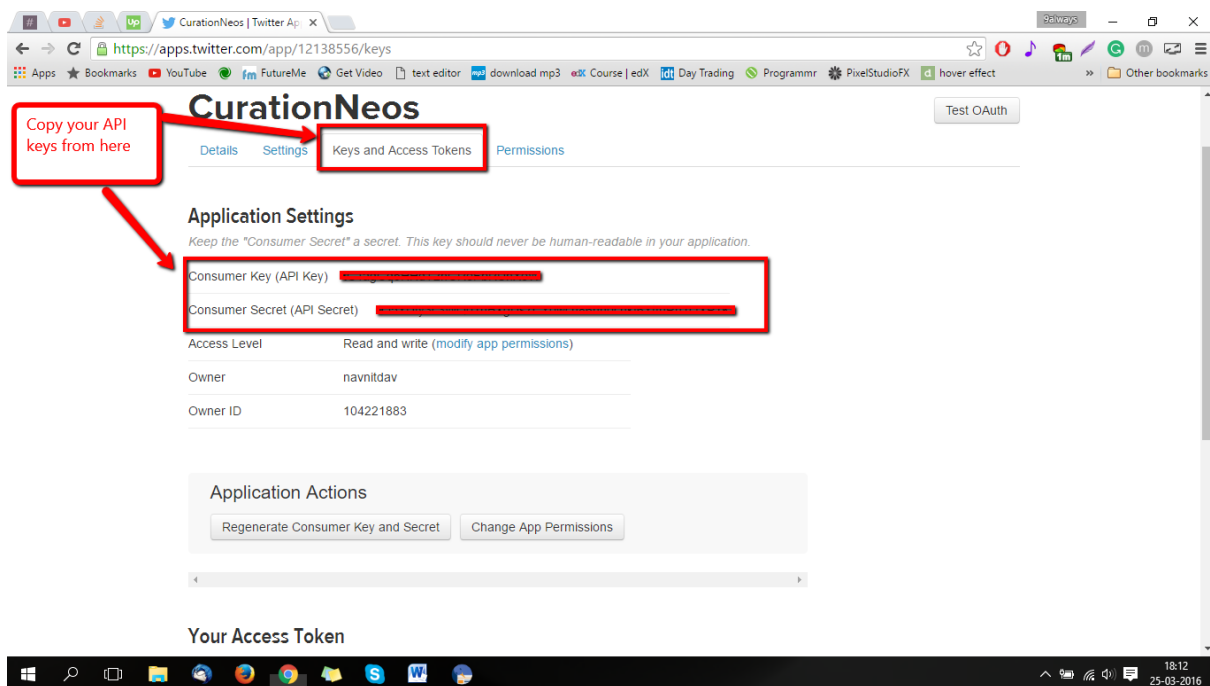 #
Up
CurationNeos | Twitter Ap
9always
https://apps.twitter.com/app/12138556/keys
1m
Apps Bookmarks YouTube FutureMe Get Video text editor download mp3 Course | edX Day Trading Programmr PixelStudioFX hover effect » Other bookmarks
CurationNeos
Test OAuth
Copy your API
keys from here
Details Settings Keys and Access Tokens Permissions
Application Settings
Keep the "Consumer Secret" a secret. This key should never be human-readable in your application.
Consumer Key (API Key)
Consumer Secret (API Secret)
Access Level Read and write (modify app permissions)
Owner navnitdav
Owner ID 104221883
Application Actions
Regenerate Consumer Key and Secret Change App Permissions
Your Access Token
18:12
25-03-2016